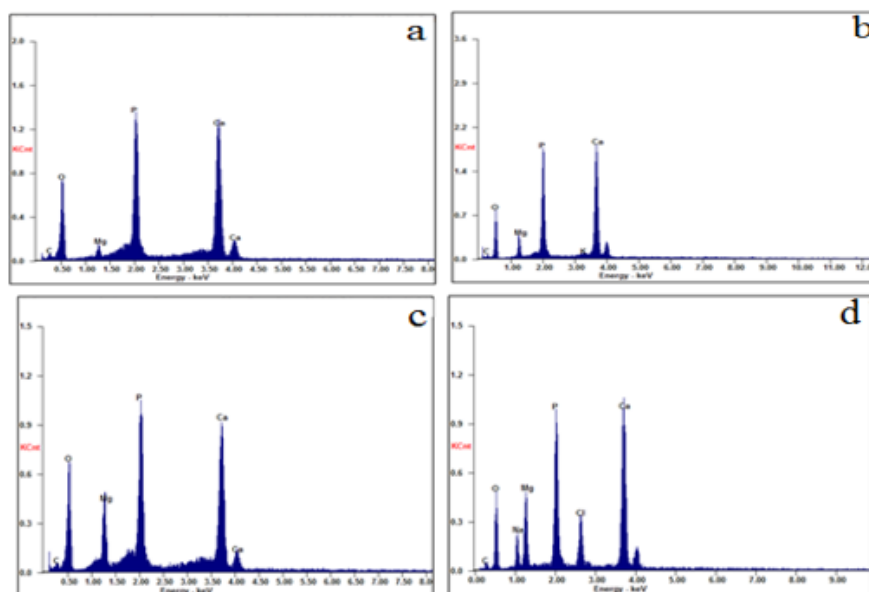 a
2.0
1.6
P
1.2
Ca
KCnt
0.8
O
0.4
Mg
Ca
C
0.0
0.50 1.00 1.50 2.00 2.50 3.00 3.50 4.00 4.50 5.00 5.50 6.00 6.50 7.00 7.50 8.0
Energy - keV
b
3.6
2.9
2.2
P
Ca
KCnt
1.4
O
0.7
Mg
C
K
0.0
1.00 2.00 3.00 4.00 5.00 6.00 7.00 8.00 9.00 10.00 11.00 12.0
Energy - keV
c
1.5
1.2
P
0.9
Ca
KCnt
0.6
O
Mg
0.3
Ca
C
0.0
0.50 1.00 1.50 2.00 2.50 3.00 3.50 4.00 4.50 5.00 5.50 6.00 6.50 7.00 7.50 8.0
Energy - keV
d
1.5
1.2
P
Ca
0.9
KCnt
0.6
O
Mg
0.3
Na
Cl
C
0.0
0.00 1.00 2.00 3.00 4.00 5.00 6.00 7.00 8.00 9.00
Energy - keV